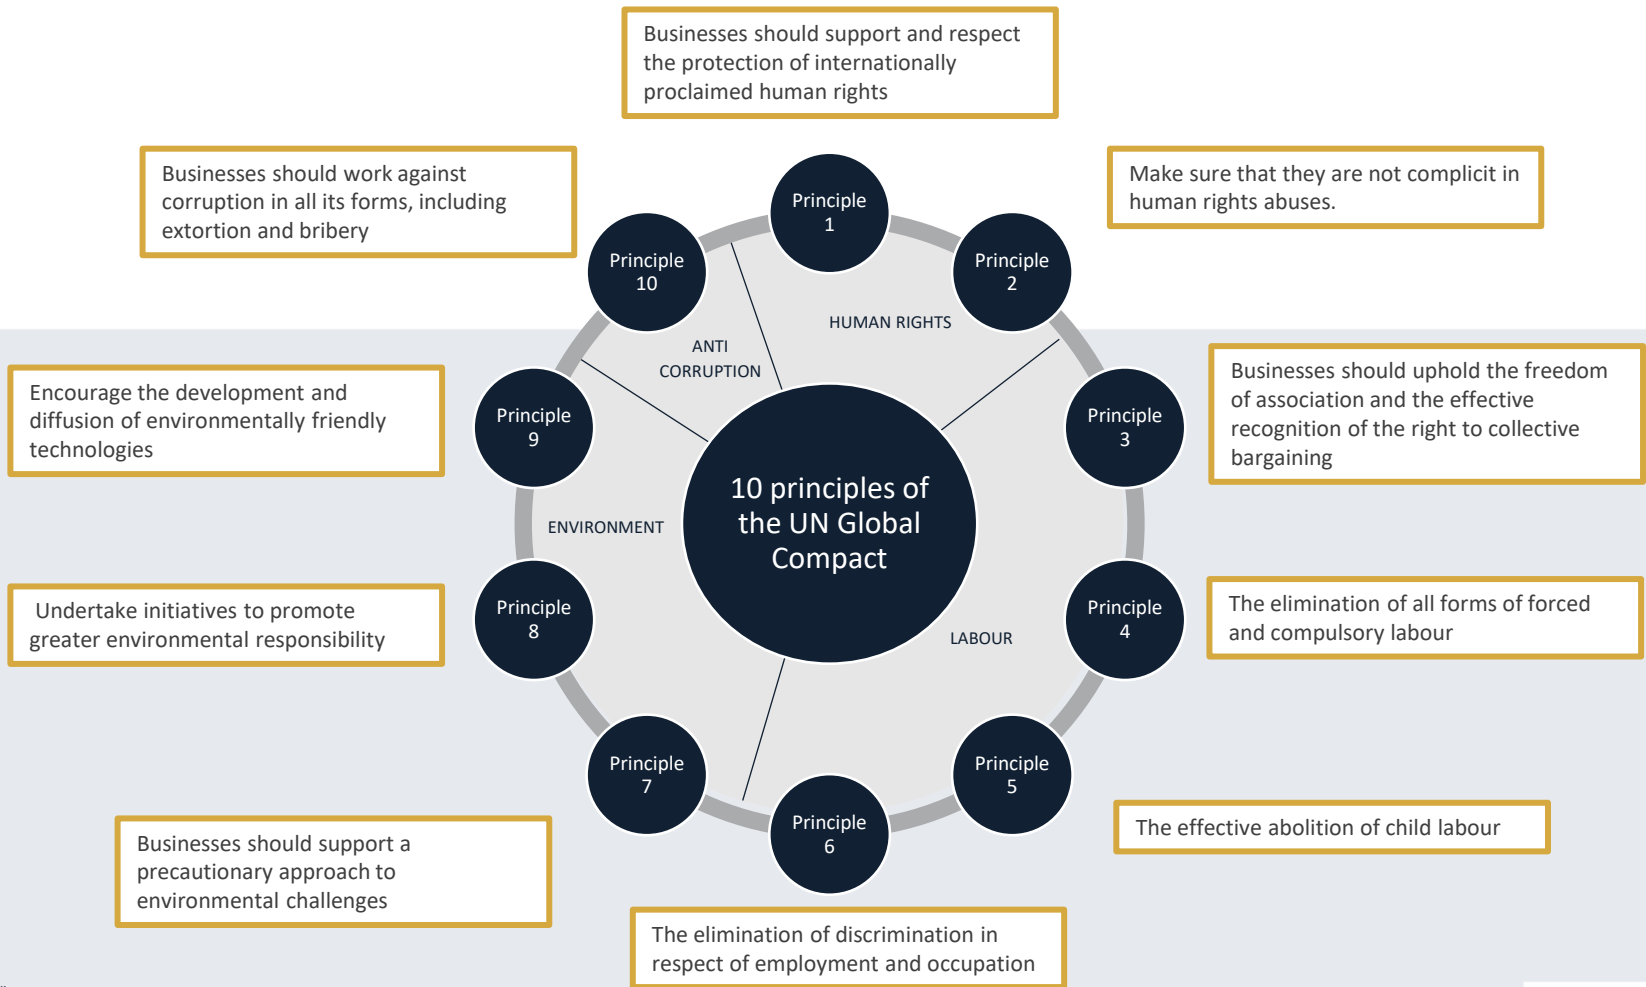 Businesses should support and respect
the protection of internationally
proclaimed human rights
Businesses should work against
corruption in all its forms, including
extortion and bribery
Make sure that they are not complicit in
human rights abuses.
Principle
1
Principle
10
Principle
2
HUMAN RIGHTS
ANTI
CORRUPTION
Encourage the development and
diffusion of environmentally friendly
technologies
Principle
9
Principle
3
Businesses should uphold the freedom
of association and the effective
recognition of the right to collective
bargaining
10 principles of
the UN Global
Compact
ENVIRONMENT
Undertake initiatives to promote
greater environmental responsibility
Principle
8
LABOUR
Principle
4
The elimination of all forms of forced
and compulsory labour
Principle
7
Principle
5
Businesses should support a
precautionary approach to
environmental challenges
Principle
6
The effective abolition of child labour
The elimination of discrimination in
respect of employment and occupation